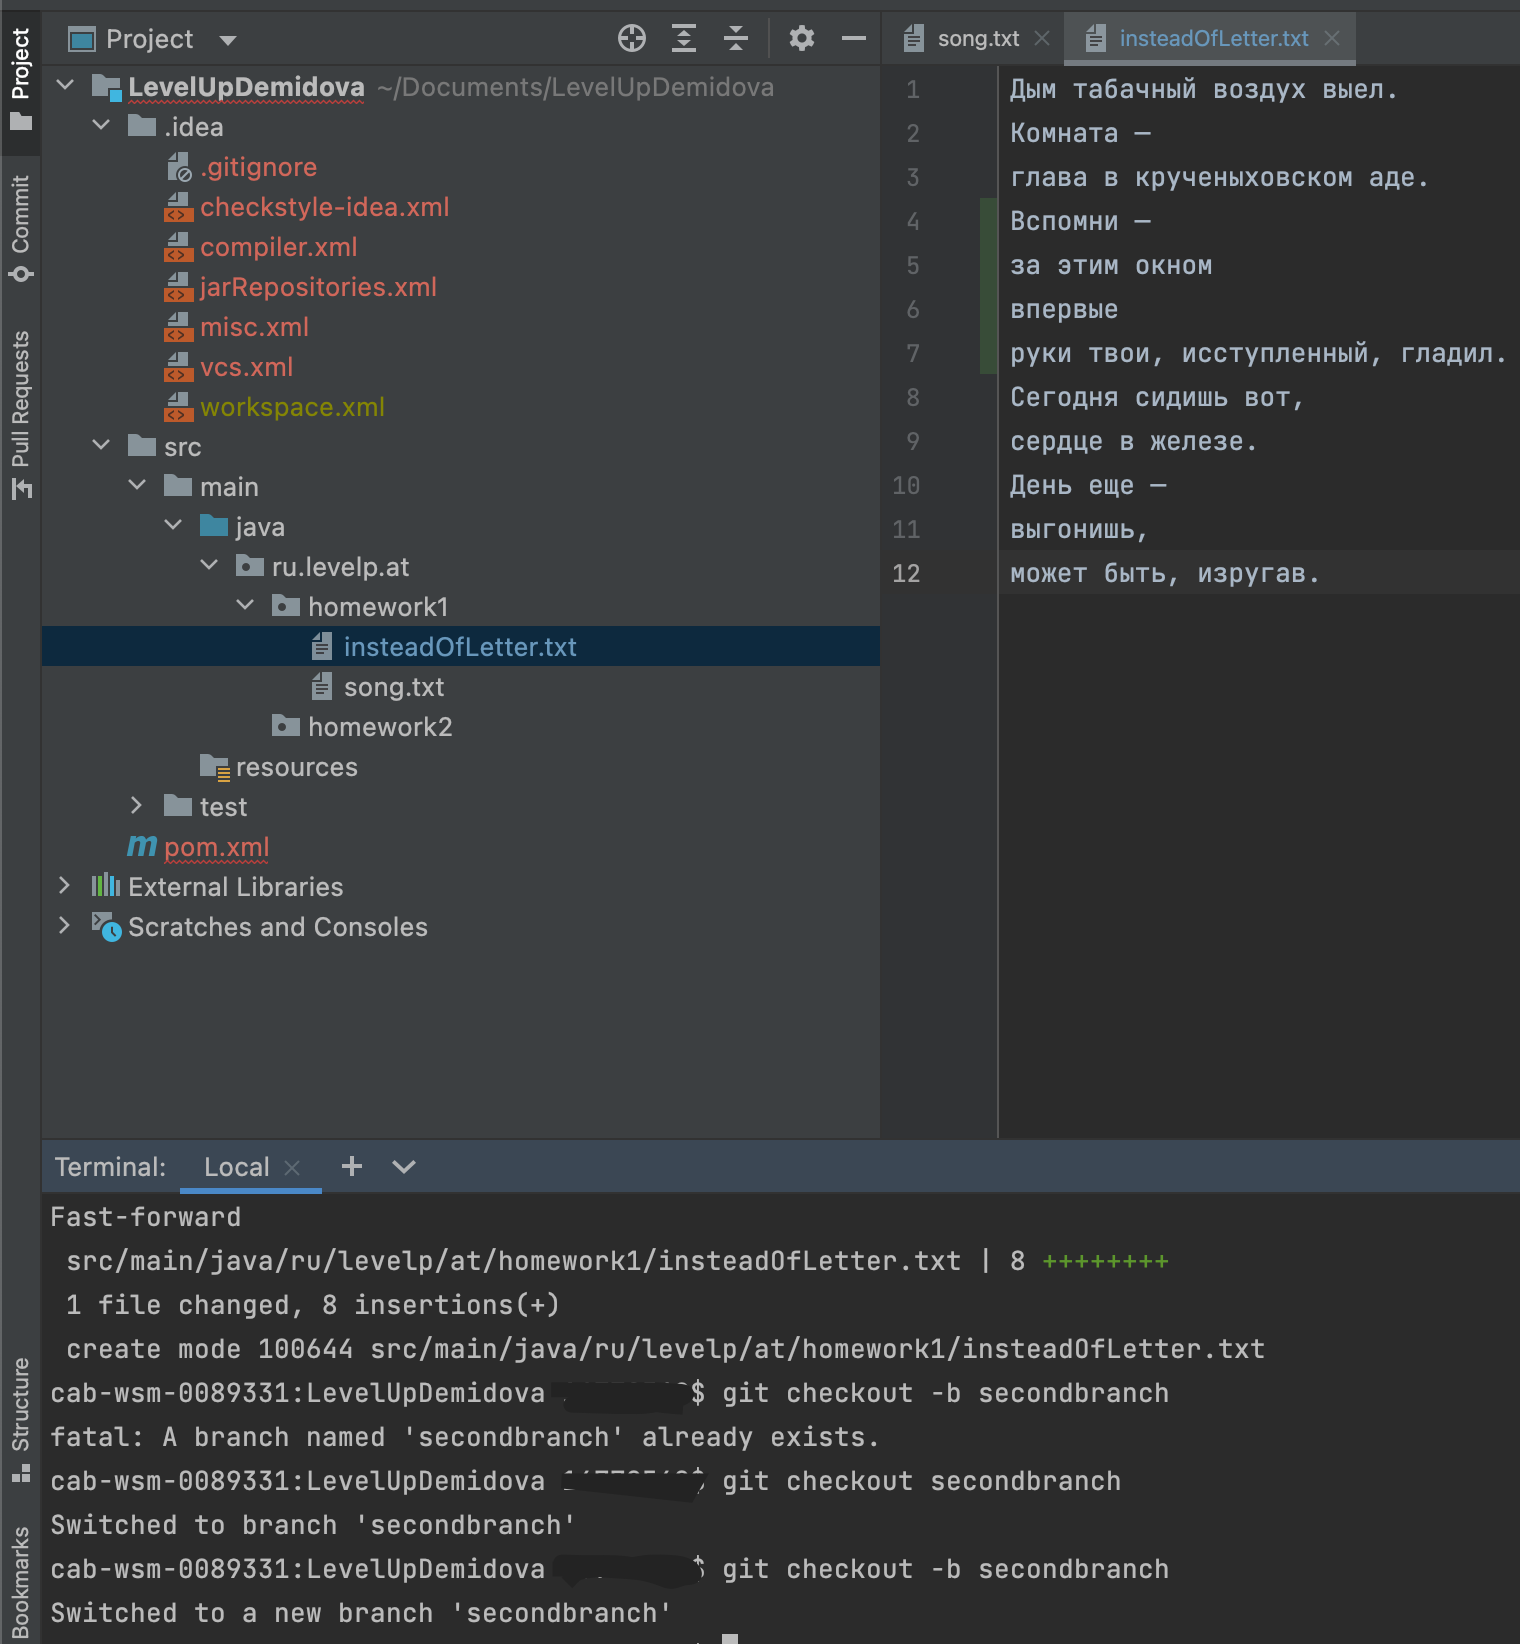 Project
Commit
Pull Requests
Structure
Bookmarks
Project
LevelUpDemidova ~/Documents/LevelUpDemidova
.idea
.gitignore
checkstyle-idea.xml
compiler.xml
jarRepositories.xml
misc.xml
vcs.xml
workspace.xml
src
main
java
ru.levelp.at
homework1
insteadOfLetter.txt
song.txt
homework2
resources
test
m pom.xml
External Libraries
Scratches and Consoles
song.txt insteadOfLetter.txt
1 Дым табачный воздух выел.
2 Комната —
3 глава в крученыховском аде.
4 Вспомни —
5 за этим окном
6 впервые
7 руки твои, исступленный, гладил.
8 Сегодня сидишь вот,
9 сердце в железе.
10 День еще —
11 выгонишь,
12 может быть, изругав.
Terminal: Local
Fast-forward
src/main/java/ru/levelp/at/homework1/insteadOfLetter.txt | 8 ++++++++
1 file changed, 8 insertions(+)
create mode 100644 src/main/java/ru/levelp/at/homework1/insteadOfLetter.txt
cab-wsm-0089331:LevelUpDemidova $ git checkout -b secondbranch
fatal: A branch named 'secondbranch' already exists.
cab-wsm-0089331:LevelUpDemidova $ git checkout secondbranch
Switched to branch 'secondbranch'
cab-wsm-0089331:LevelUpDemidova $ git checkout -b secondbranch
Switched to a new branch 'secondbranch'